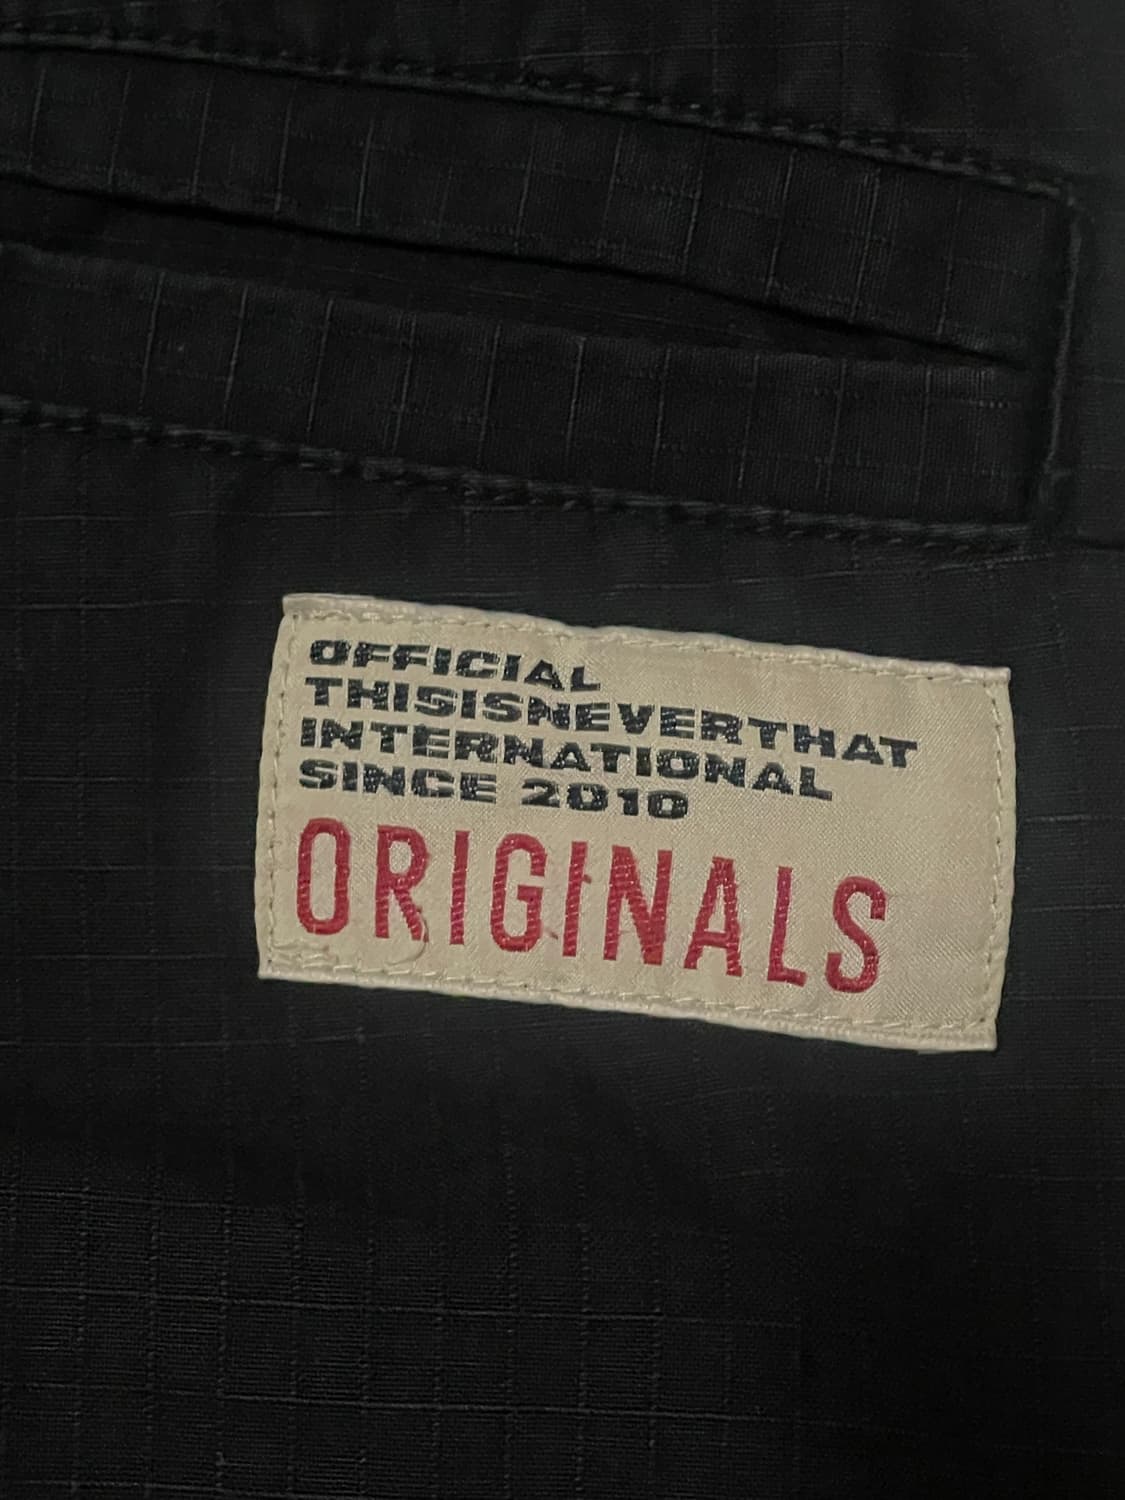 OFFICIAL
THISISNEVERTHAT
INTERNATIONAL
SINCE 2010
ORIGINALS